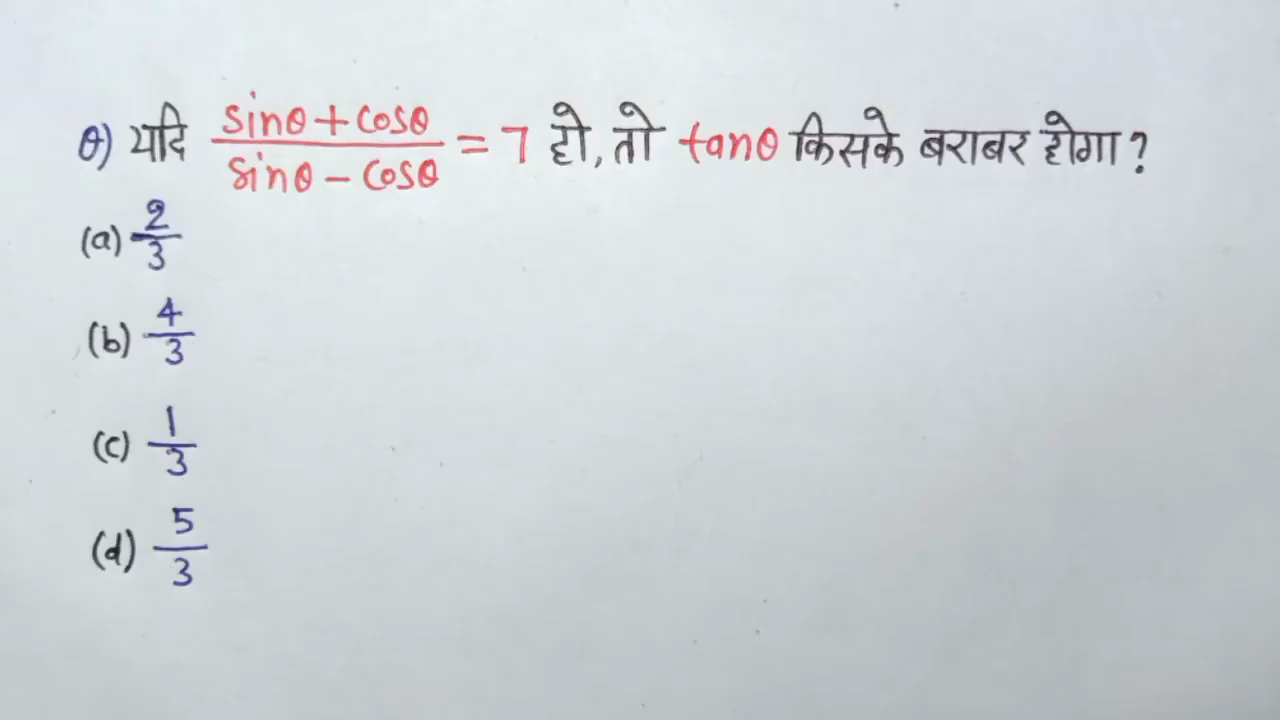 Q) यदि sinθ + cosθ / sinθ - cosθ = 7 हो, तो tanθ किसके बराबर होगा ?
(a) 2/3
(b) 4/3
(c) 1/3
(d) 5/3